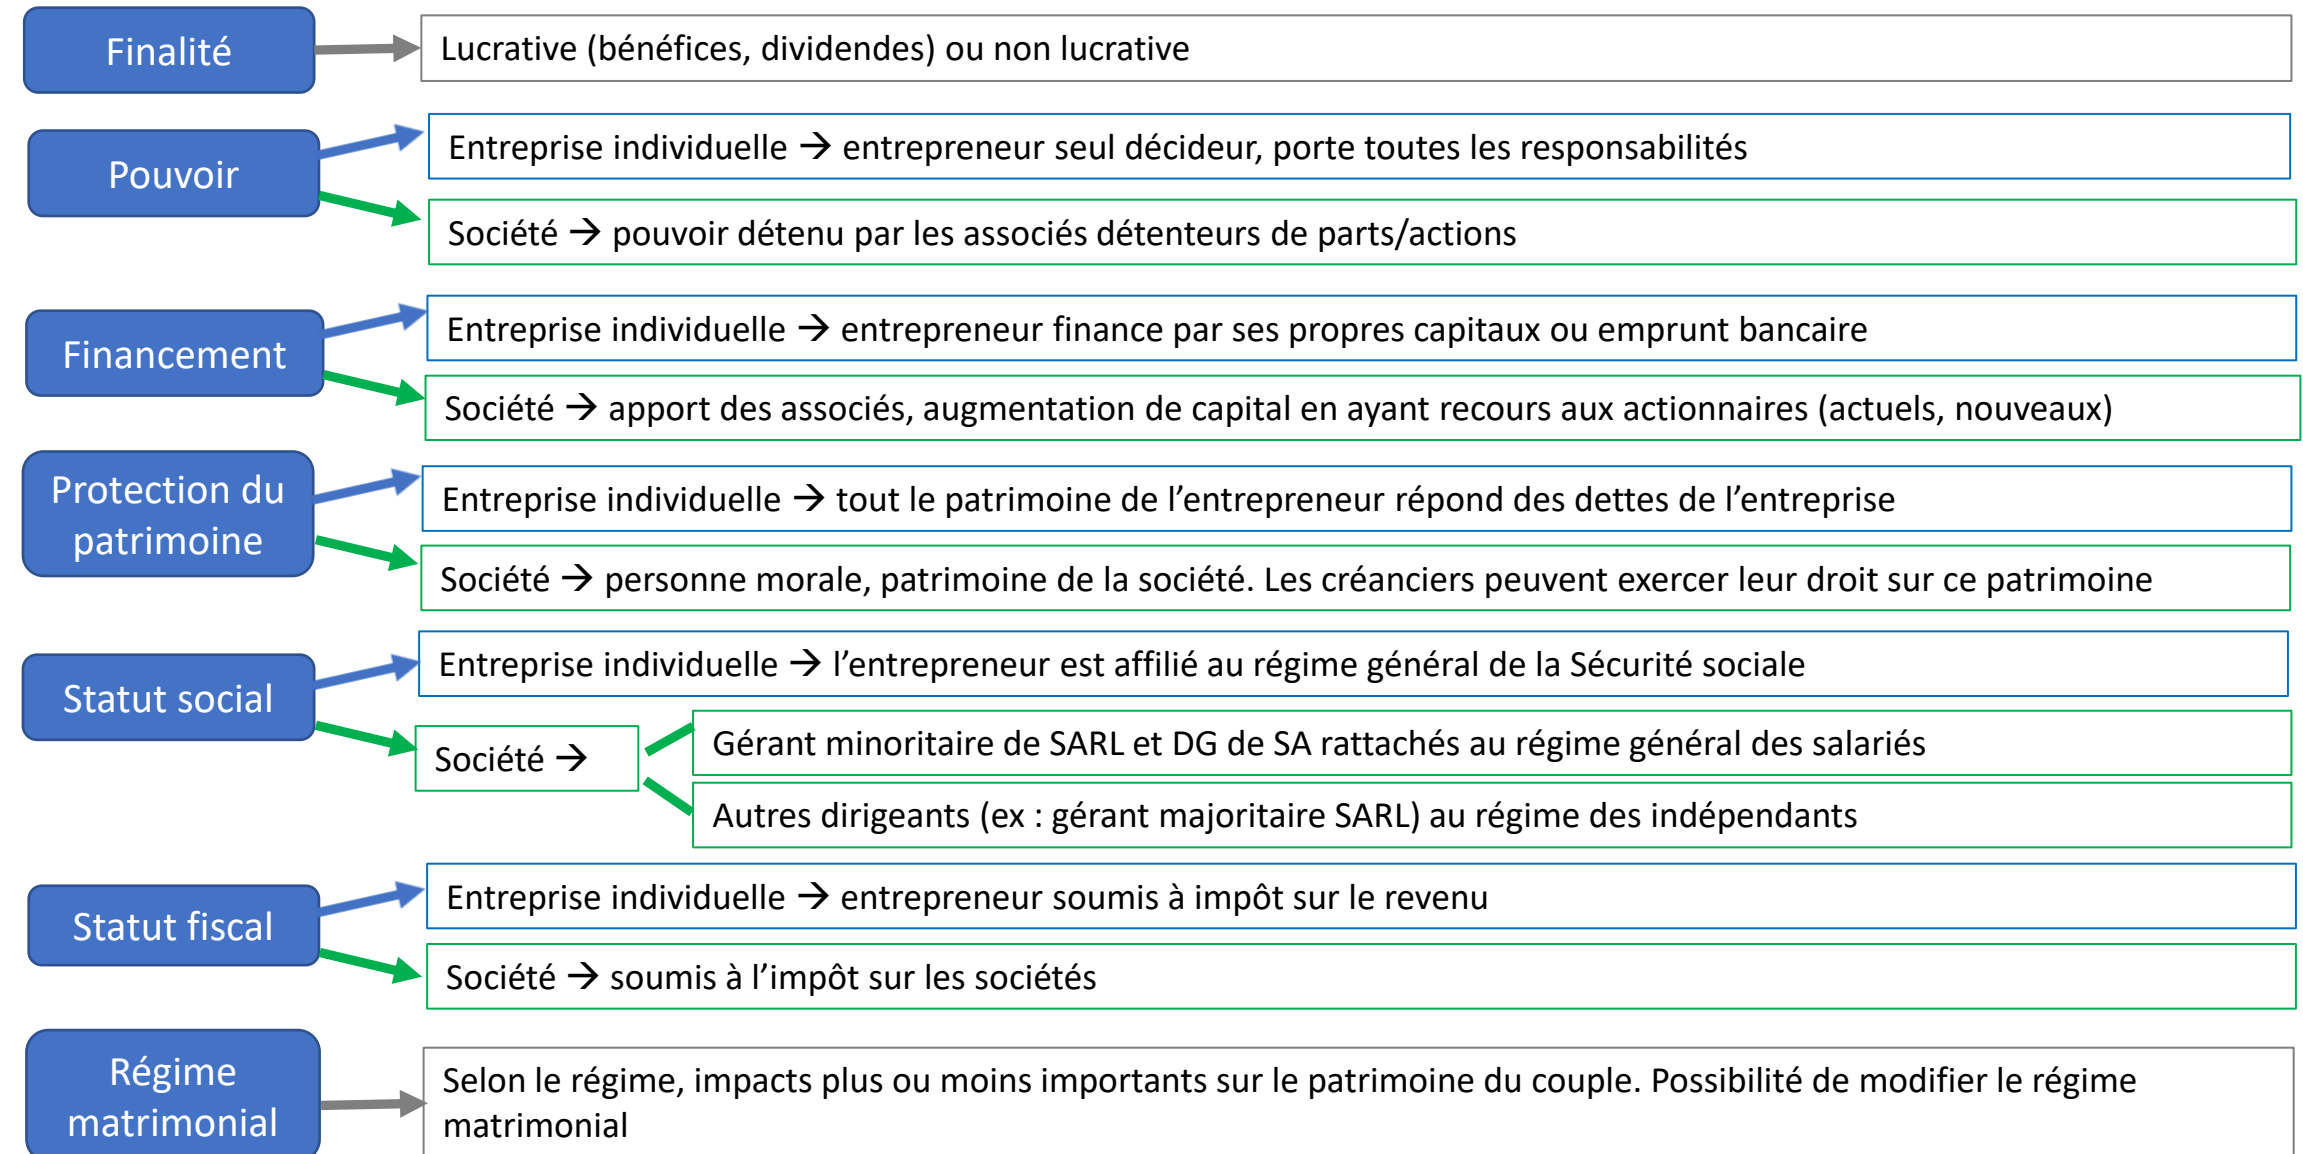 Finalité
Lucrative (bénéfices, dividendes) ou non lucrative
Pouvoir
Entreprise individuelle → entrepreneur seul décideur, porte toutes les responsabilités
Société → pouvoir détenu par les associés détenteurs de parts/actions
Financement
Entreprise individuelle → entrepreneur finance par ses propres capitaux ou emprunt bancaire
Société → apport des associés, augmentation de capital en ayant recours aux actionnaires (actuels, nouveaux)
Protection du
patrimoine
Entreprise individuelle → tout le patrimoine de l’entrepreneur répond des dettes de l’entreprise
Société → personne morale, patrimoine de la société. Les créanciers peuvent exercer leur droit sur ce patrimoine
Statut social
Entreprise individuelle → l’entrepreneur est affilié au régime général de la Sécurité sociale
Société →
Gérant minoritaire de SARL et DG de SA rattachés au régime général des salariés
Autres dirigeants (ex : gérant majoritaire SARL) au régime des indépendants
Statut fiscal
Entreprise individuelle → entrepreneur soumis à impôt sur le revenu
Société → soumis à l’impôt sur les sociétés
Régime
matrimonial
Selon le régime, impacts plus ou moins importants sur le patrimoine du couple. Possibilité de modifier le régime
matrimonial